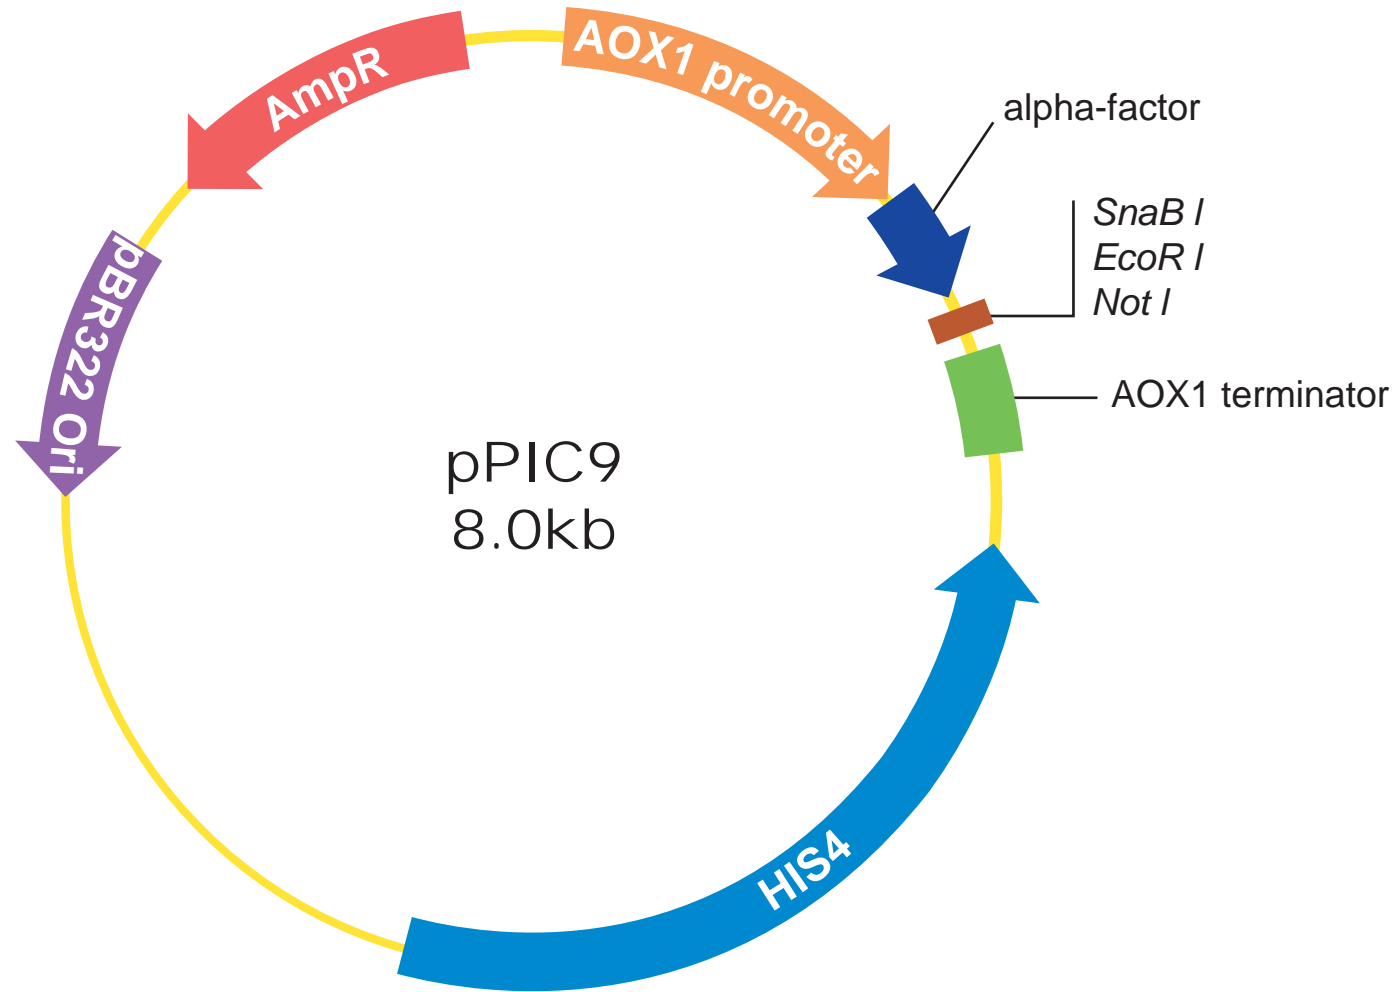 AOX1 promoter
alpha-factor
SnaB I
EcoR I
Not I
AOX1 terminator
HIS4
pBR322 Ori
AmpR
pPIC9
8.0kb